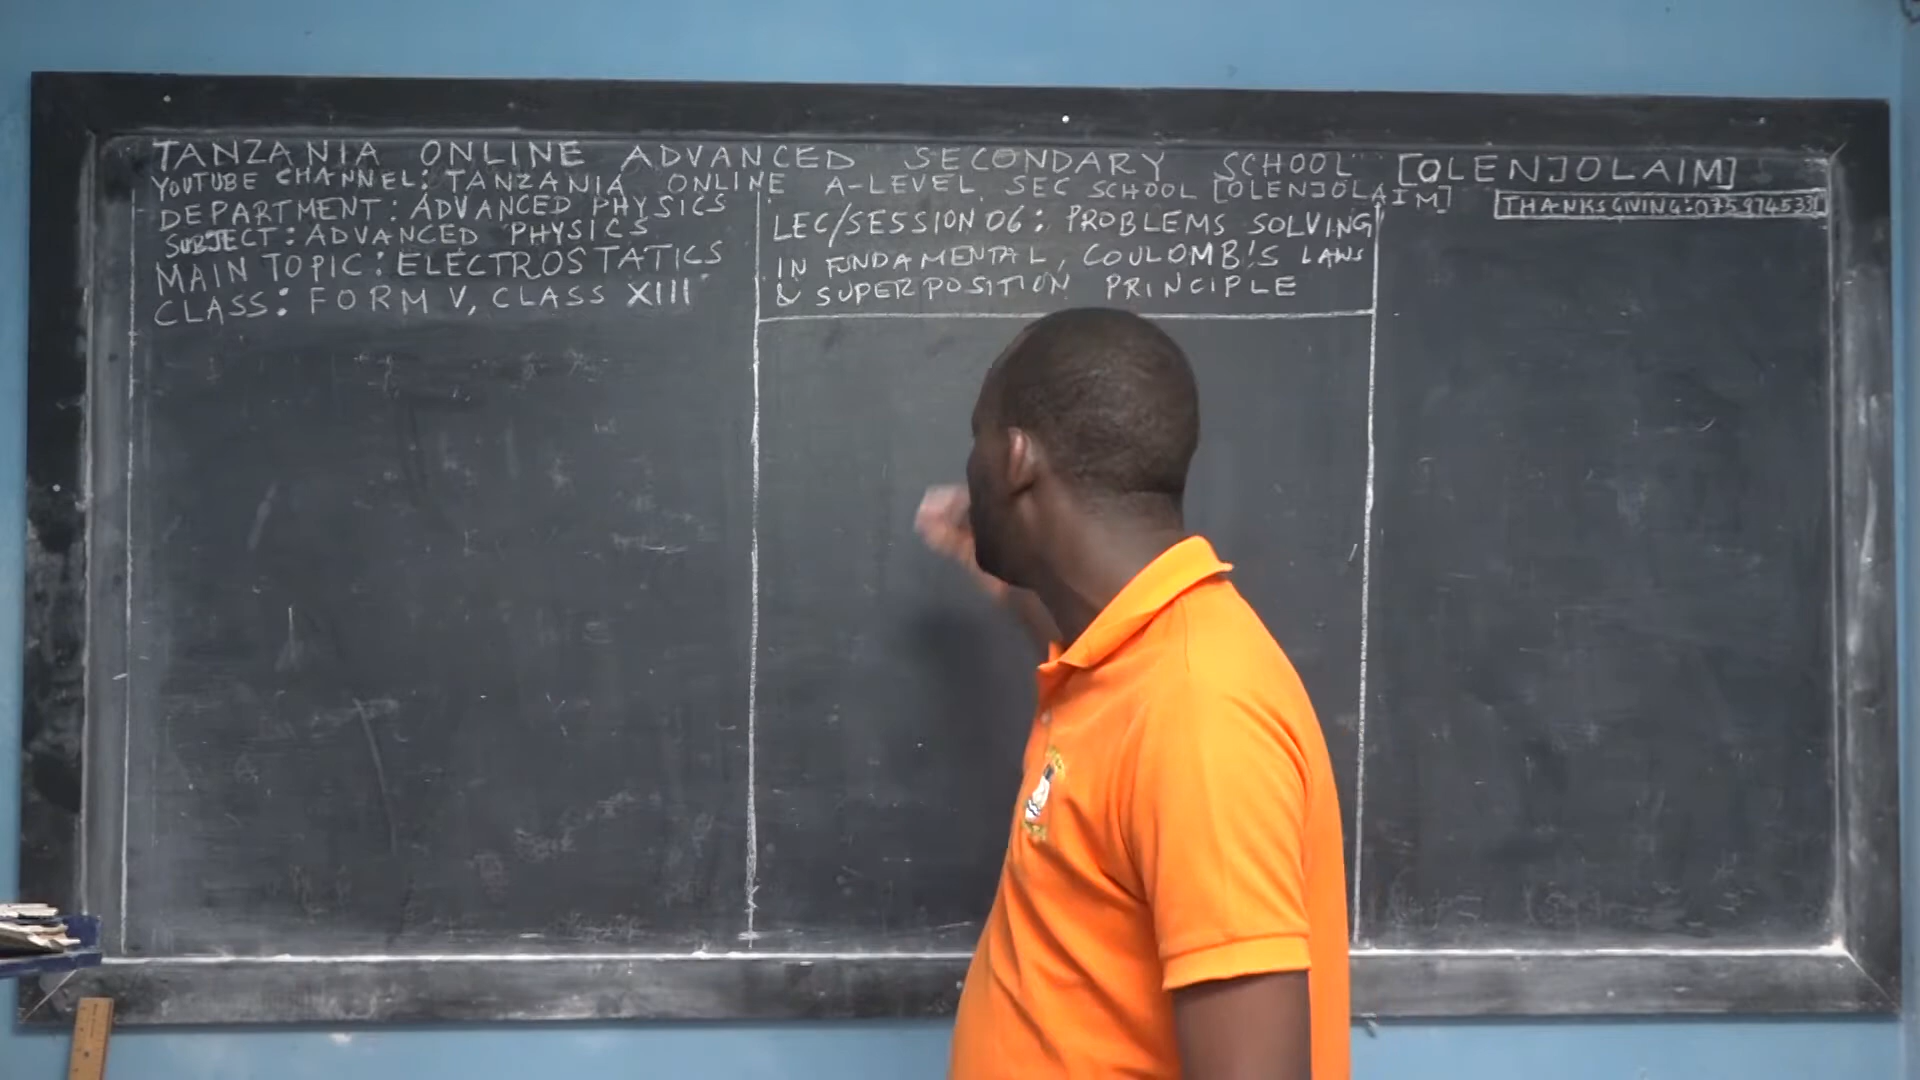 TANZANIA ONLINE ADVANCED SECONDARY SCHOOL [OLENJOLAIM]
YOUTUBE CHANNEL: TANZANIA ONLINE A-LEVEL SEC SCHOOL [OLENJOLAIM]
THANKSGIVING: 0759745331
DEPARTMENT: ADVANCED PHYSICS
SUBJECT: ADVANCED PHYSICS
MAIN TOPIC: ELECTROSTATICS
CLASS: FORM V, CLASS XIII
LEC/SESSION 06: PROBLEMS SOLVING
IN FUNDAMENTAL, COULOMB'S LAWS
& SUPERPOSITION PRINCIPLE